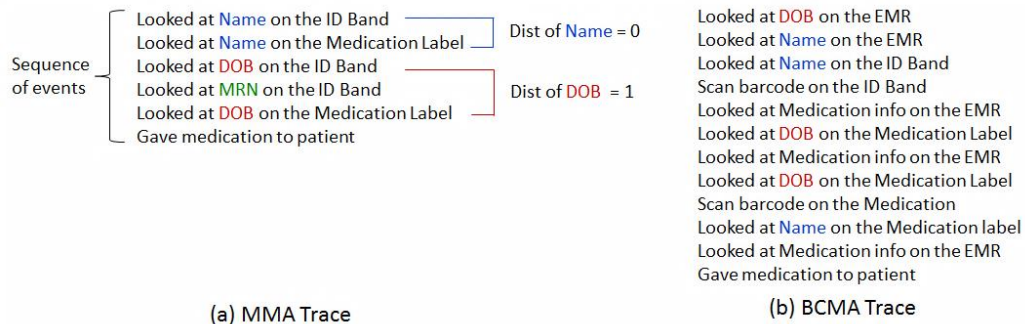 Looked at Name on the ID Band
Looked at Name on the Medication Label
Dist of Name = 0
Sequence
of events
Looked at DOB on the ID Band
Looked at MRN on the ID Band
Looked at DOB on the Medication Label
Dist of DOB = 1
Gave medication to patient
(a) MMA Trace
Looked at DOB on the EMR
Looked at Name on the EMR
Looked at Name on the ID Band
Scan barcode on the ID Band
Looked at Medication info on the EMR
Looked at DOB on the Medication Label
Looked at Medication info on the EMR
Looked at DOB on the Medication Label
Scan barcode on the Medication
Looked at Name on the Medication label
Looked at Medication info on the EMR
Gave medication to patient
(b) BCMA Trace